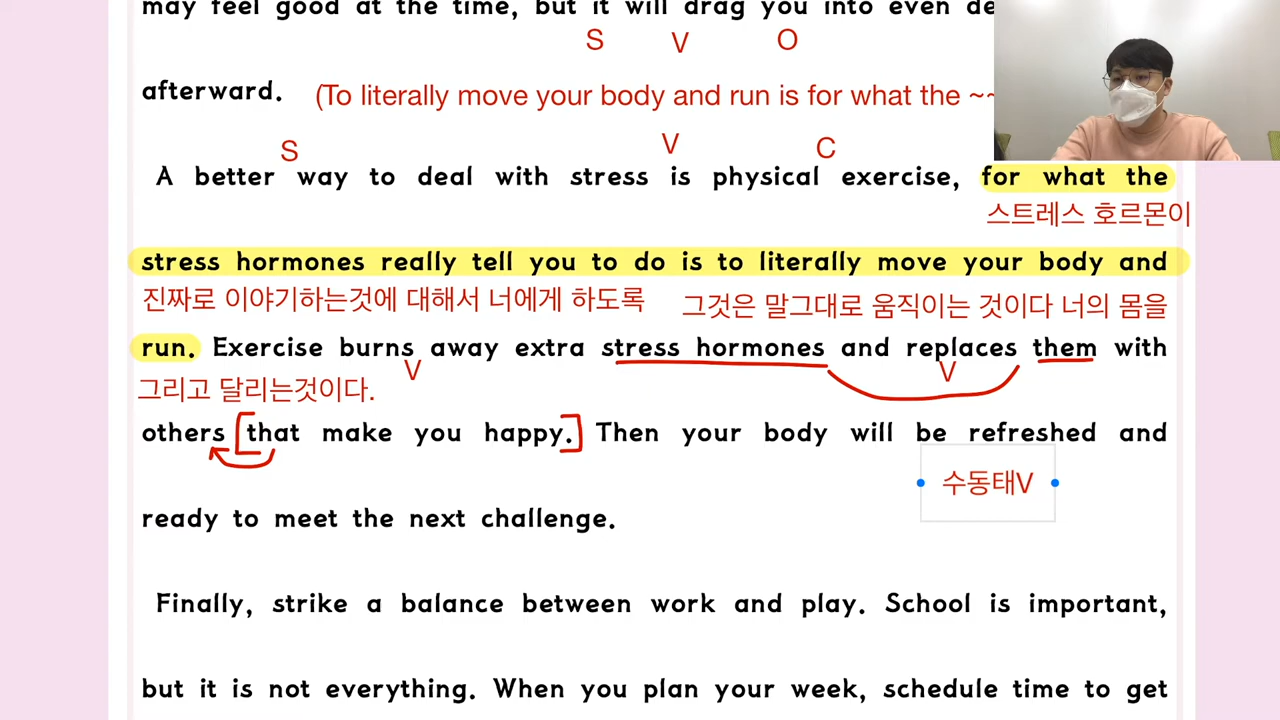 may feel good at the time, but it will drag you into even de
S V O
afterward. (To literally move your body and run is for what the ~~
S V C
A better way to deal with stress is physical exercise, for what the
스트레스 호르몬이
stress hormones really tell you to do is to literally move your body and
진짜로 이야기하는것에 대해서 너에게 하도록 그것은 말그대로 움직이는 것이다 너의 몸을
run. Exercise burns away extra stress hormones and replaces them with
V V
그리고 달리는것이다.
others [that make you happy.] Then your body will be refreshed and
수동태V
ready to meet the next challenge.
Finally, strike a balance between work and play. School is important,
but it is not everything. When you plan your week, schedule time to get